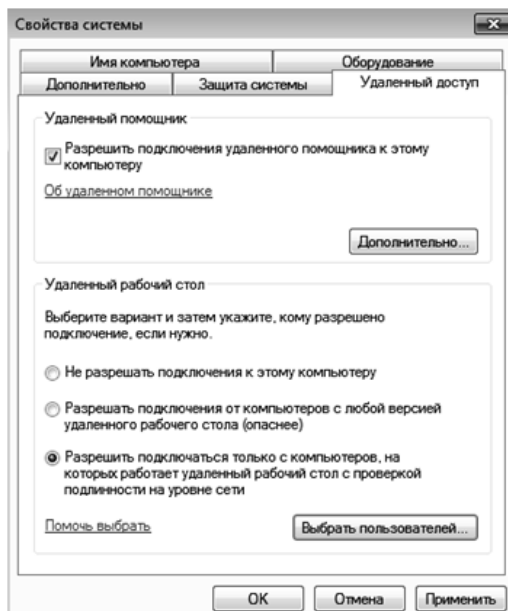 Свойства системы
Имя компьютера
Оборудование
Дополнительно
Защита системы
Удаленный доступ
Удаленный помощник
Разрешить подключения удаленного помощника к этому
компьютеру
Об удаленном помощнике
Дополнительно...
Удаленный рабочий стол
Выберите вариант и затем укажите, кому разрешено
подключение, если нужно.
Не разрешать подключения к этому компьютеру
Разрешать подключения от компьютеров с любой версией
удаленного рабочего стола (опаснее)
Разрешить подключаться только с компьютеров, на
которых работает удаленный рабочий стол с проверкой
подлинности на уровне сети
Помочь выбрать
Выбрать пользователей...
ОК
Отмена
Применить